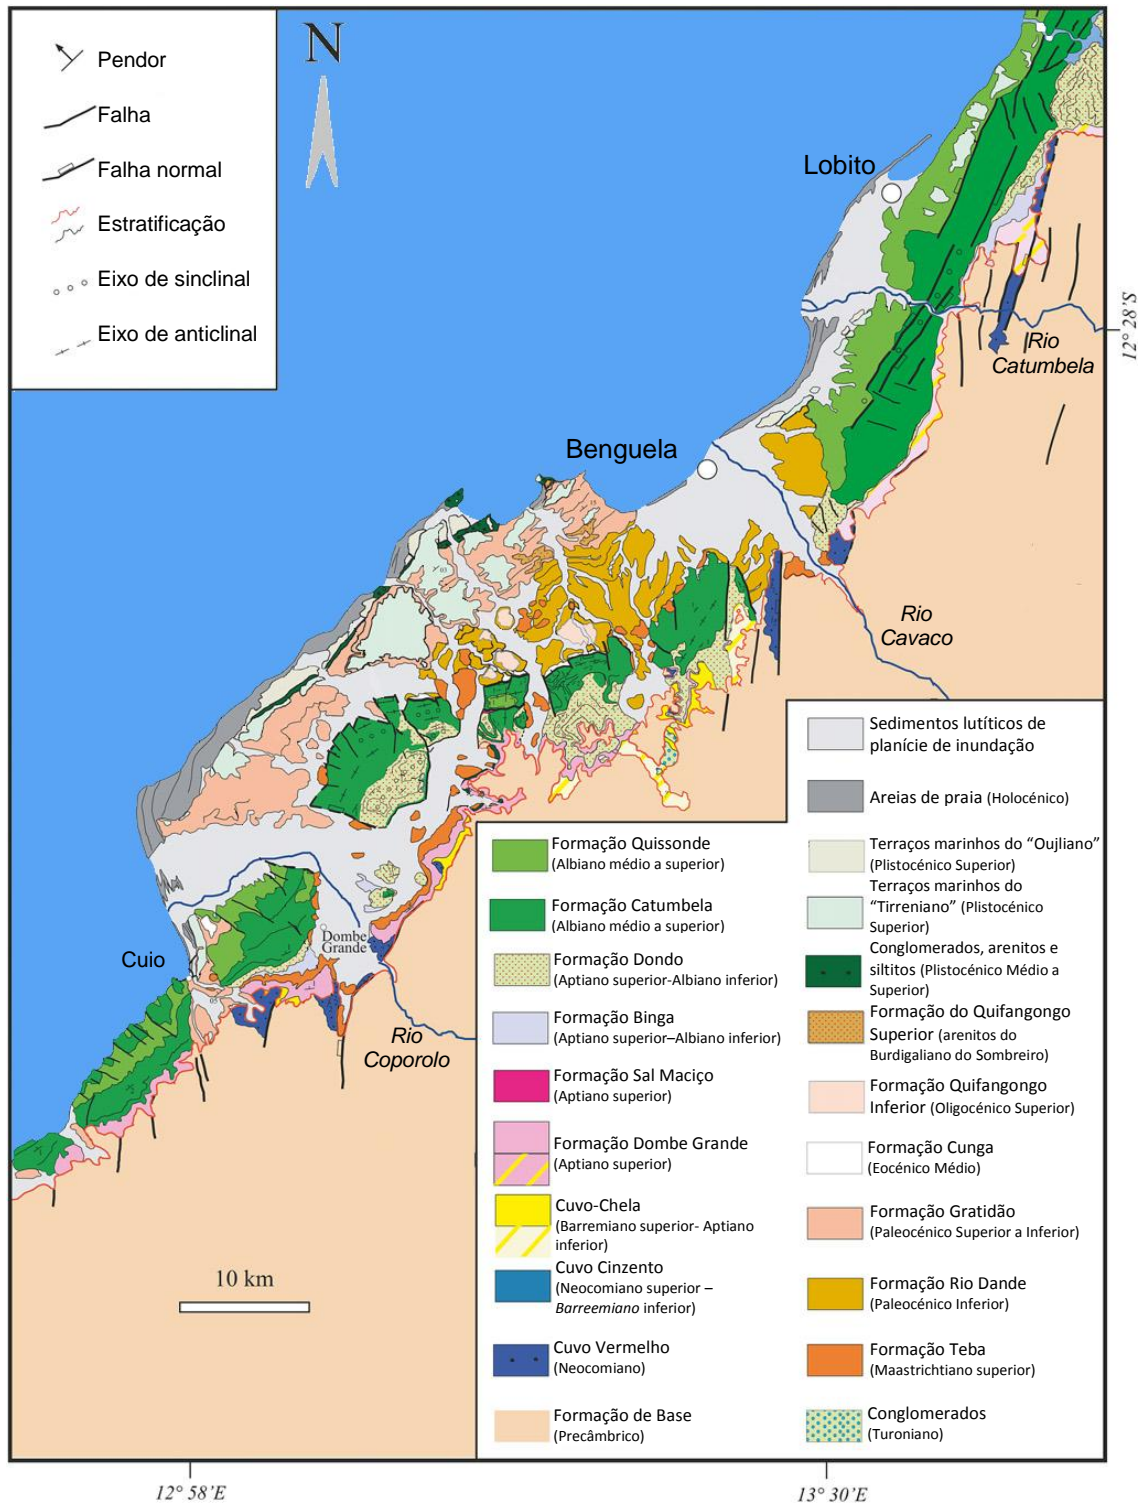 Pendor
Falha
Falha normal
Estratificação
Eixo de sinclinal
Eixo de anticlinal
N
Lobito
12° 28'S
Rio
Catumbela
Benguela
Rio
Cavaco
Dombe
Grande
Cuio
Rio
Coporolo
10 km
Formação Quissonde
(Albiano médio a superior)
Formação Catumbela
(Albiano médio a superior)
Formação Dondo
(Aptiano superior-Albiano inferior)
Formação Binga
(Aptiano superior–Albiano inferior)
Formação Sal Maciço
(Aptiano superior)
Formação Dombe Grande
(Aptiano superior)
Cuvo-Chela
(Barremiano superior- Aptiano
inferior)
Cuvo Cinzento
(Neocomiano superior –
Barreemiano inferior)
Cuvo Vermelho
(Neocomiano)
Formação de Base
(Precâmbrico)
Sedimentos lutíticos de
planície de inundação
Areias de praia (Holocénico)
Terraços marinhos do “Oujliano”
(Plistocénico Superior)
Terraços marinhos do
“Tirreniano” (Plistocénico
Superior)
Conglomerados, arenitos e
siltitos (Plistocénico Médio a
Superior)
Formação do Quifangongo
Superior (arenitos do
Burdigaliano do Sombreiro)
Formação Quifangongo
Inferior (Oligocénico Superior)
Formação Cunga
(Eocénico Médio)
Formação Gratidão
(Paleocénico Superior a Inferior)
Formação Rio Dande
(Paleocénico Inferior)
Formação Teba
(Maastrichtiano superior)
Conglomerados
(Turoniano)
12° 58'E
13° 30'E